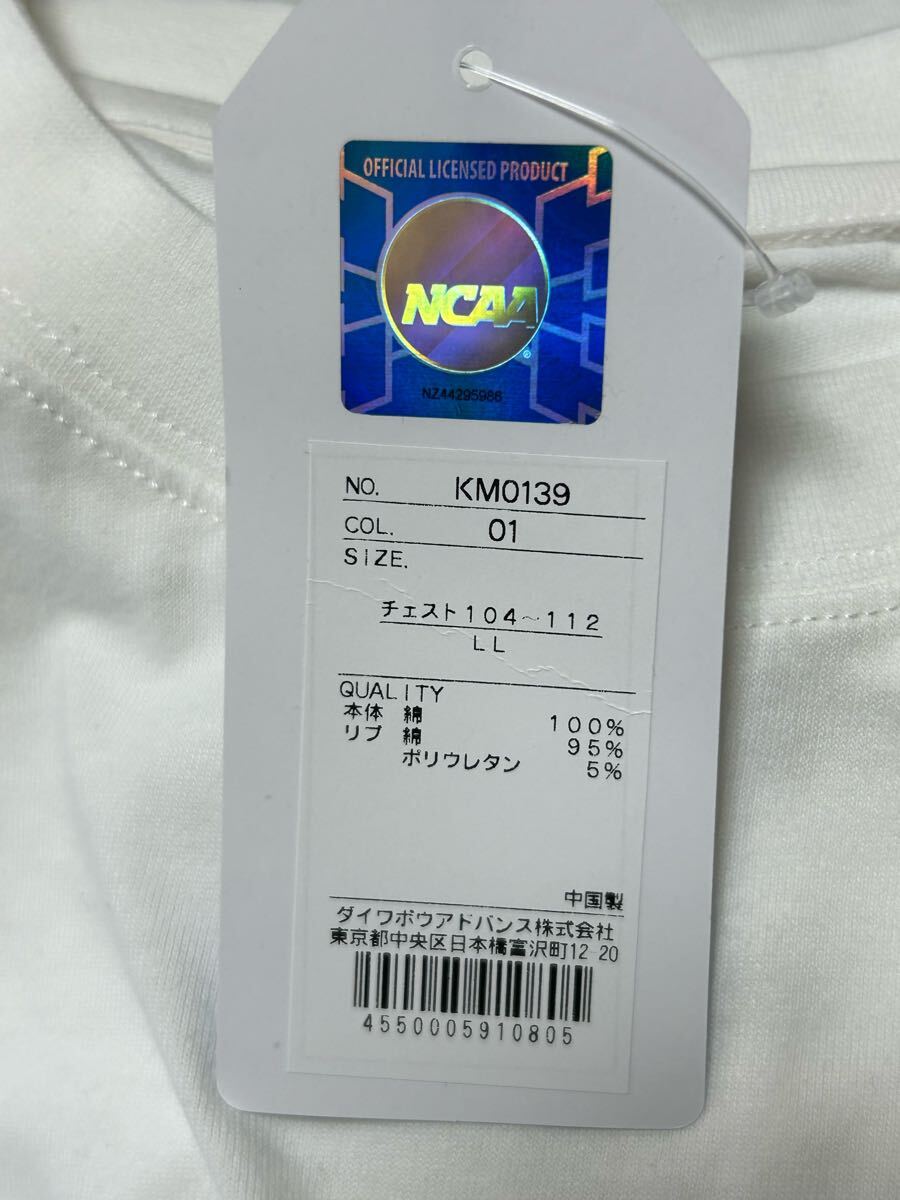 OFFICIAL LICENSED PRODUCT
NCAA
®
NZ44295986
NO. KM0139
COL. 01
SIZE.
チェスト104~112
LL
QUALITY
本体 綿 100%
リブ 綿 95%
ポリウレタン 5%
中国製
ダイワボウアドバンス株式会社
東京都中央区日本橋富沢町12-20
4550005910805